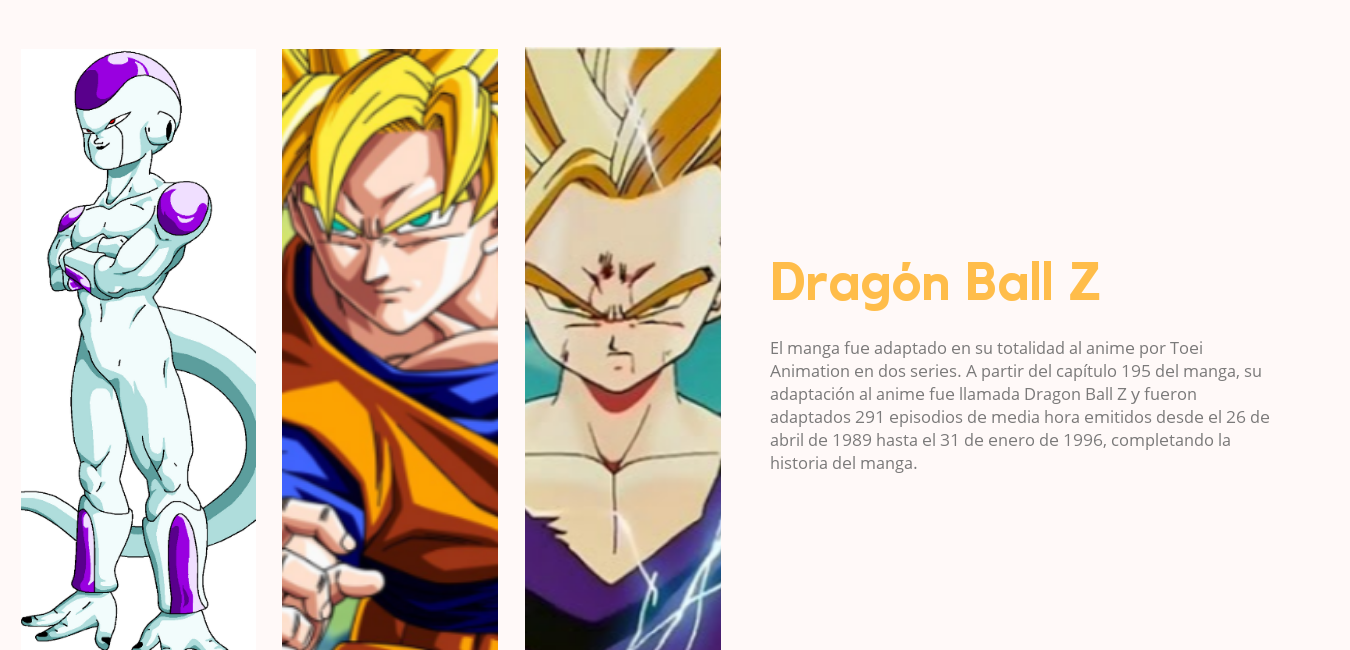 Dragón Ball Z
El manga fue adaptado en su totalidad al anime por Toei
Animation en dos series. A partir del capítulo 195 del manga, su
adaptación al anime fue llamada Dragon Ball Z y fueron
adaptados 291 episodios de media hora emitidos desde el 26 de
abril de 1989 hasta el 31 de enero de 1996, completando la
historia del manga.